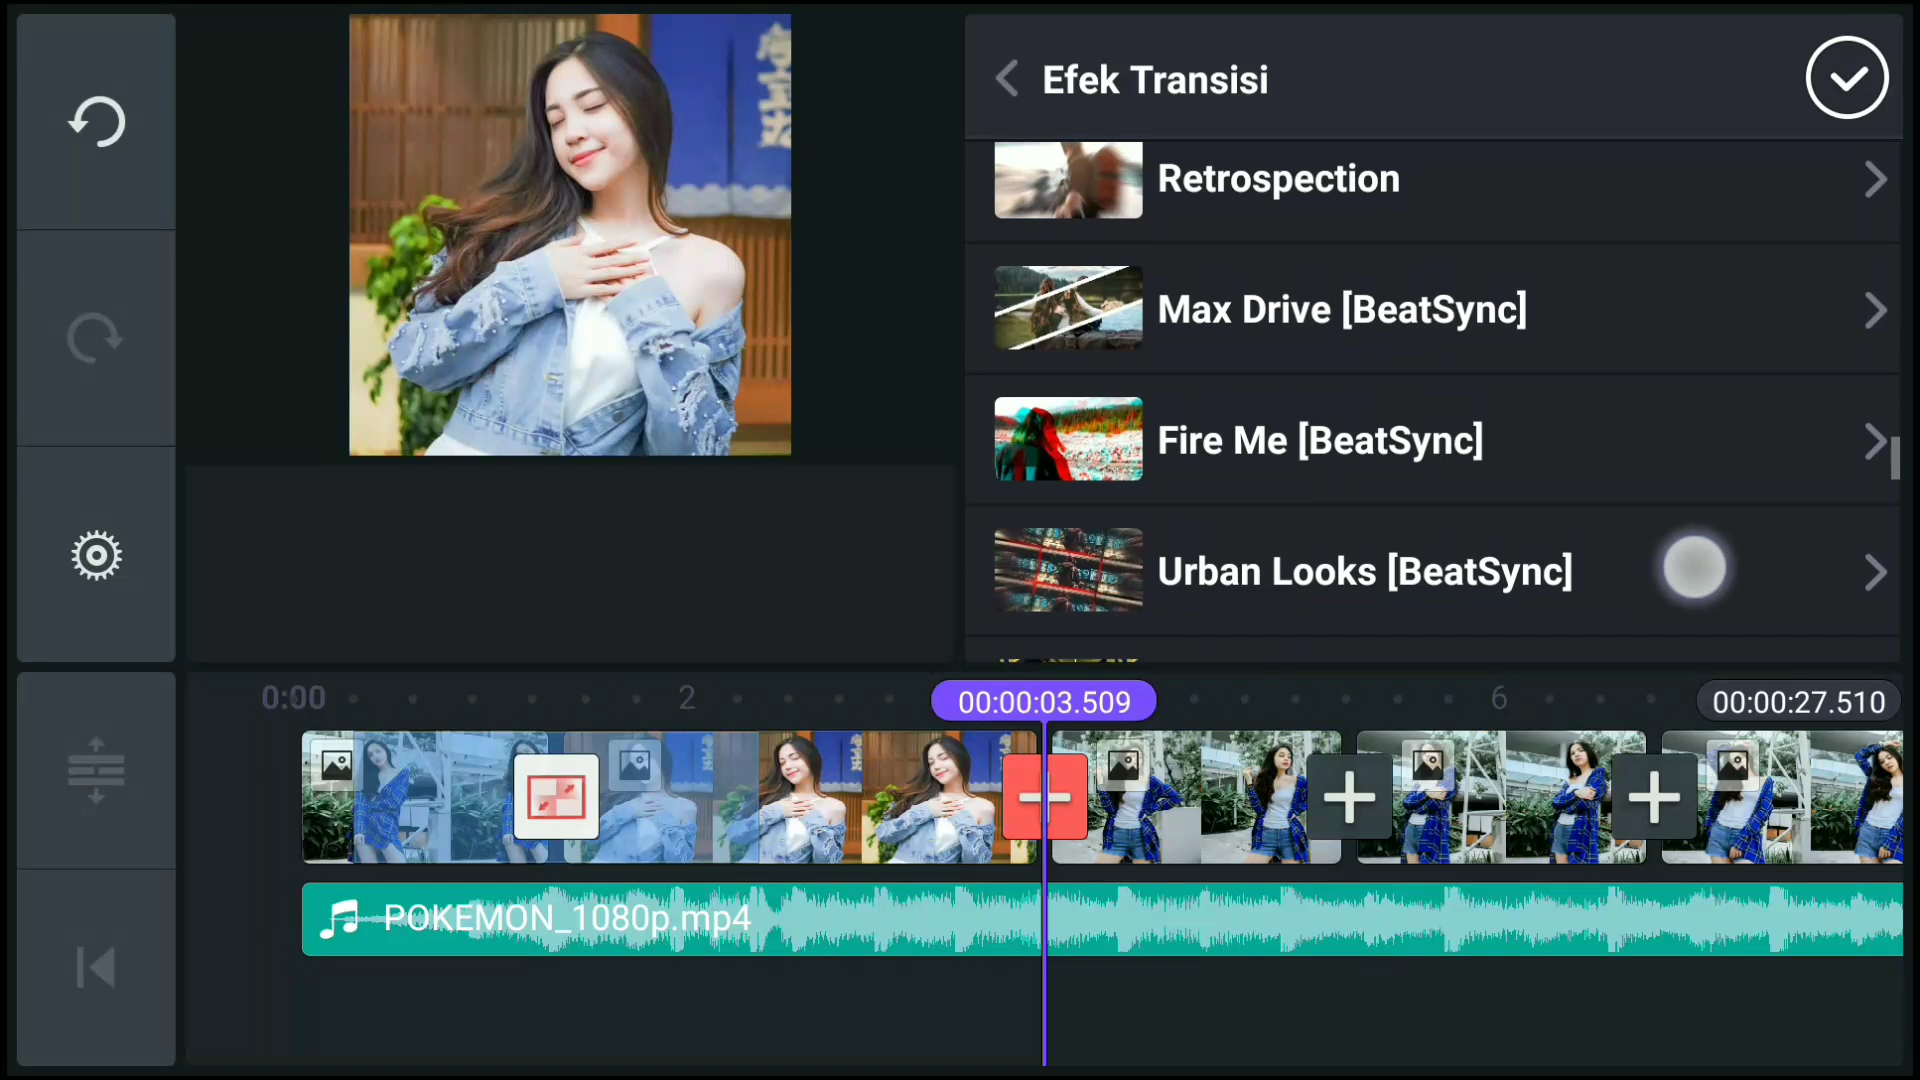 Efek Transisi
Retrospection
Max Drive [BeatSync]
Fire Me [BeatSync]
Urban Looks [BeatSync]
0:00
2
00:00:03.509
6
00:00:27.510
POKEMON_1080p.mp4